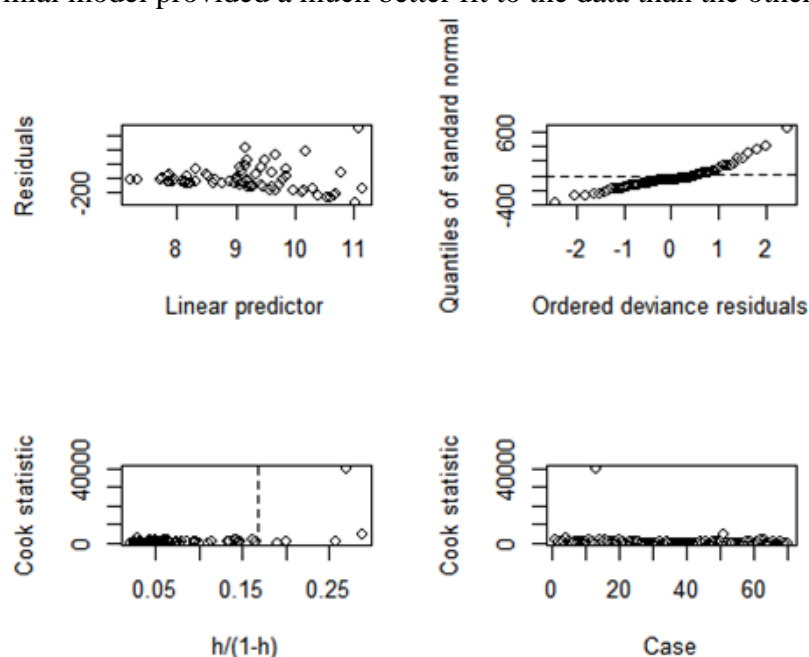 model provided a much better fit to the data than the other
Residuals
-200
8 9 10 11
Linear predictor
Quantiles of standard normal
600
-400
-2 -1 0 1 2
Ordered deviance residuals
Cook statistic
40000
0
0.05 0.15 0.25
h/(1-h)
Cook statistic
40000
0
0 20 40 60
Case